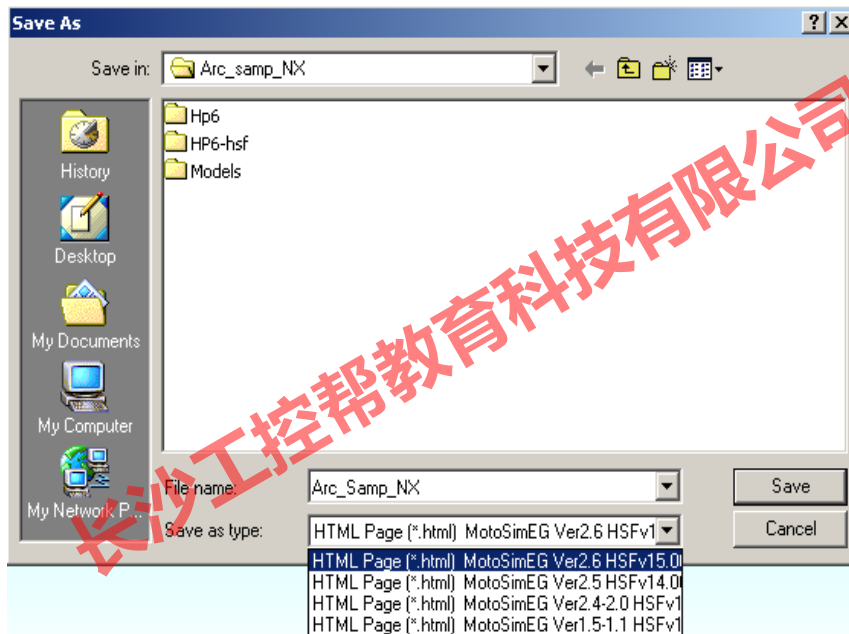 Save As
Save in: Arc_samp_NX
Hp6
HP6-hsf
Models
History
Desktop
My Documents
My Computer
My Network P...
File name: Arc_Samp_NX
Save
Save as type: HTML Page (*.html) MotoSimEG Ver2.6 HSFv1
Cancel
HTML Page (*.html) MotoSimEG Ver2.6 HSFv15.0
HTML Page (*.html) MotoSimEG Ver2.5 HSFv14.0
HTML Page (*.html) MotoSimEG Ver2.4-2.0 HSFv1
HTML Page (*.html) MotoSimEG Ver1.5-1.1 HSFv1
长沙工控帮教育科技有限公司